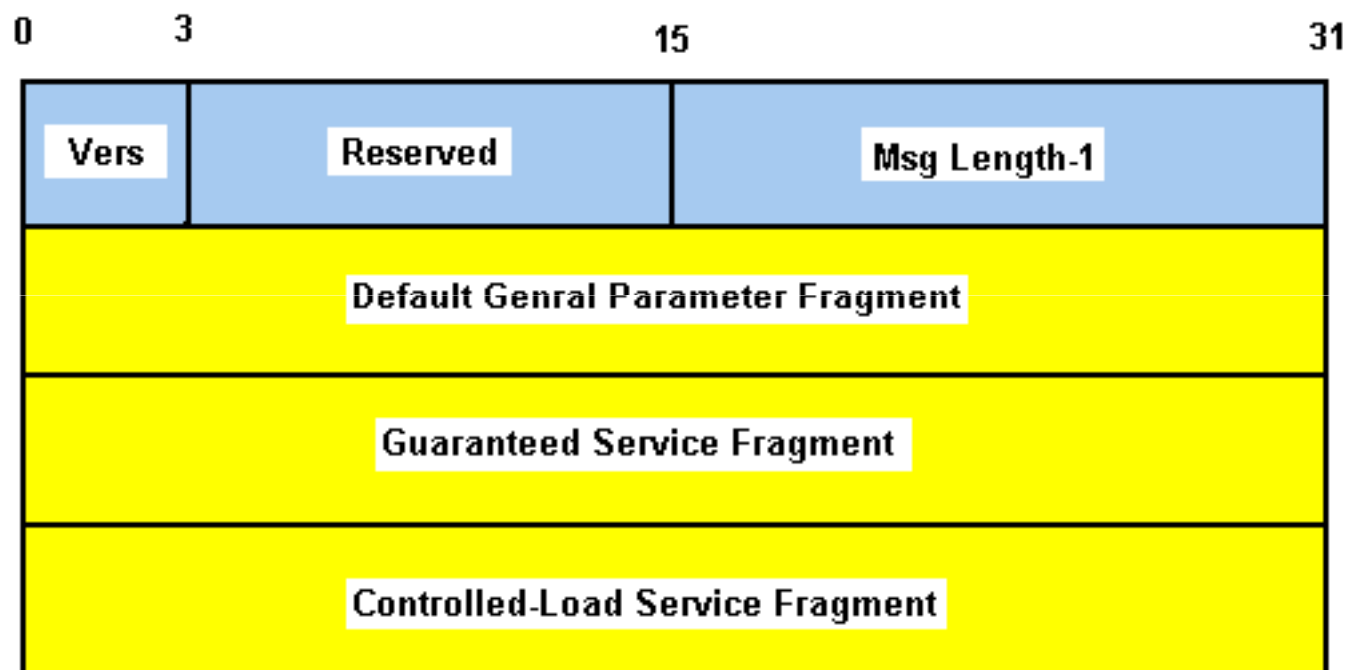 0 3 15 31
Vers Reserved Msg Length-1
Default Genral Parameter Fragment
Guaranteed Service Fragment
Controlled-Load Service Fragment